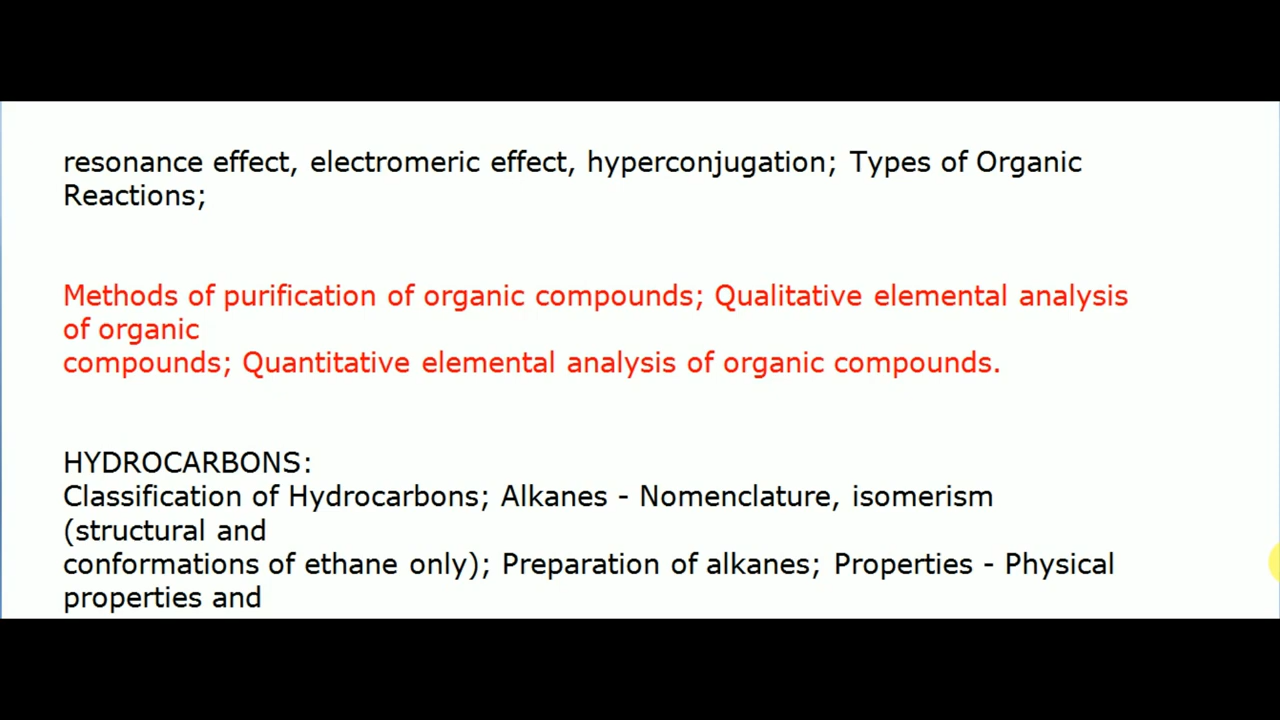 resonance effect, electromeric effect, hyperconjugation; Types of Organic
Reactions;
Methods of purification of organic compounds; Qualitative elemental analysis
of organic
compounds; Quantitative elemental analysis of organic compounds.
HYDROCARBONS:
Classification of Hydrocarbons; Alkanes - Nomenclature, isomerism
(structural and
conformations of ethane only); Preparation of alkanes; Properties - Physical
properties and